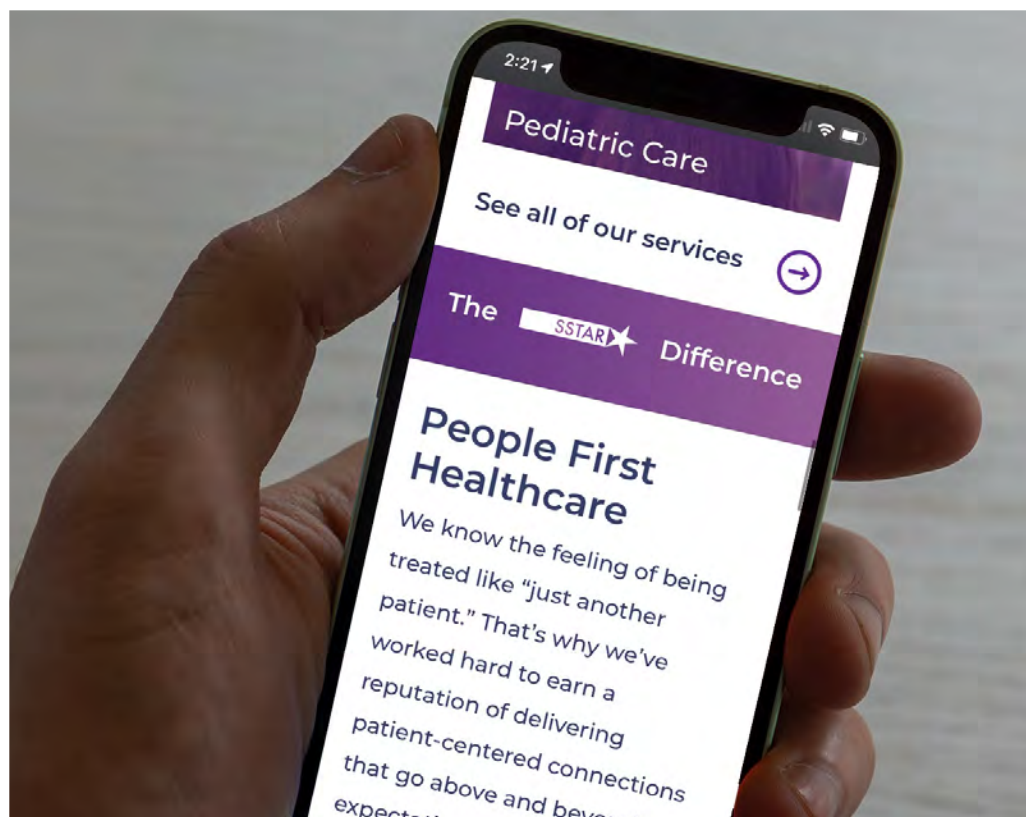 2:21
Pediatric Care
See all of our services
The SSTAR Difference
People First
Healthcare
We know the feeling of being
treated like “just another
patient.” That’s why we’ve
worked hard to earn a
reputation of delivering
patient-centered connections
that go above and